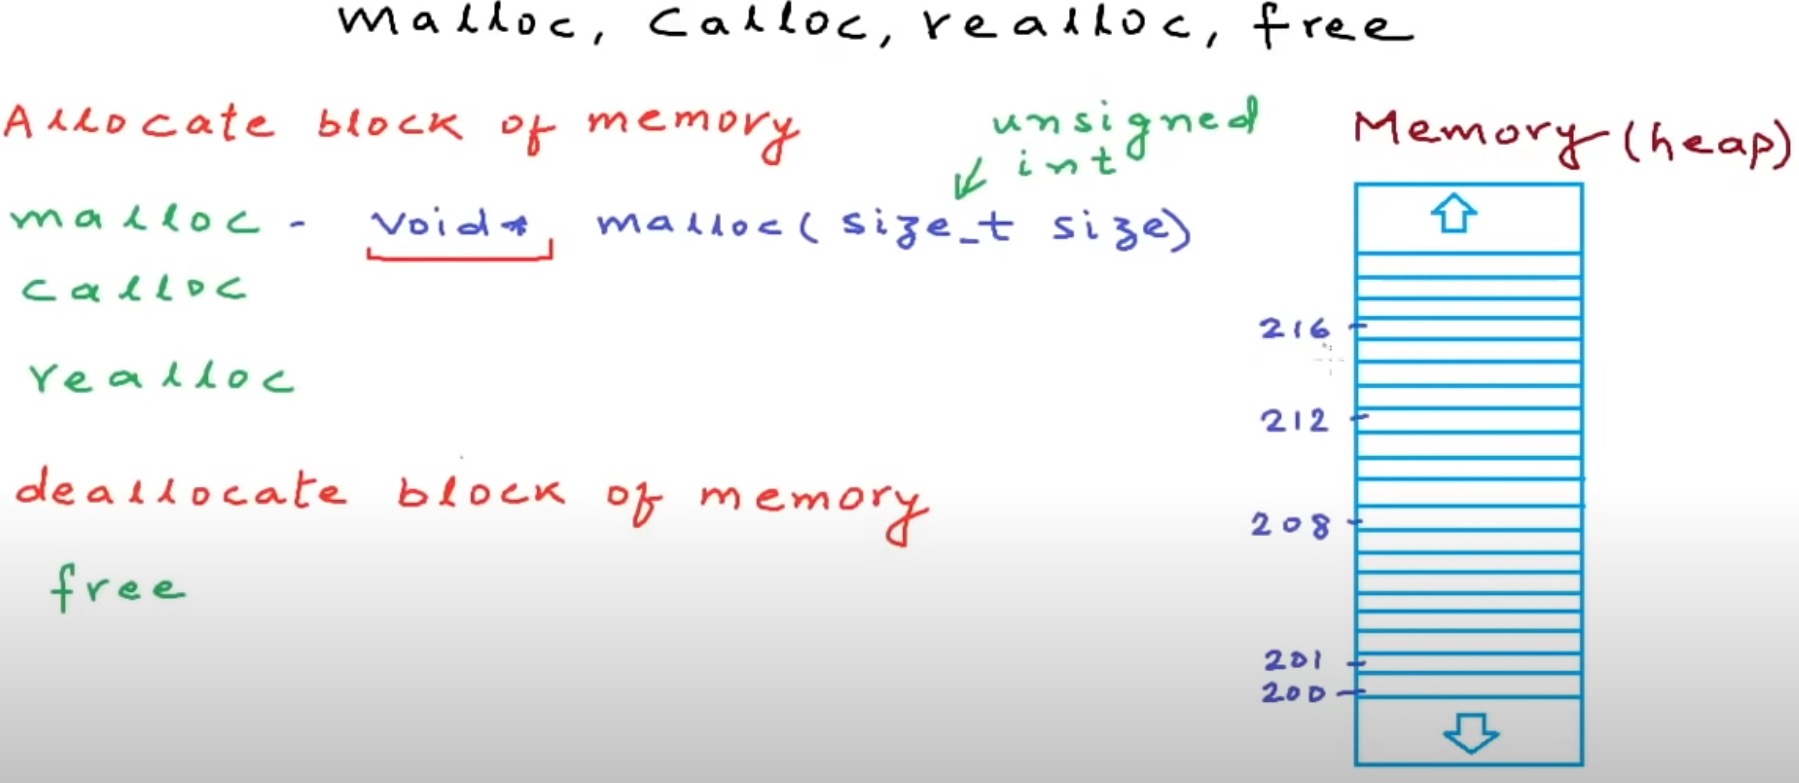 malloc, calloc, realloc, free
Allocate block of memory
unsigned
int
malloc - void* malloc(size_t size)
calloc
realloc
deallocate block of memory
free
Memory (heap)
216
212
208
201
200